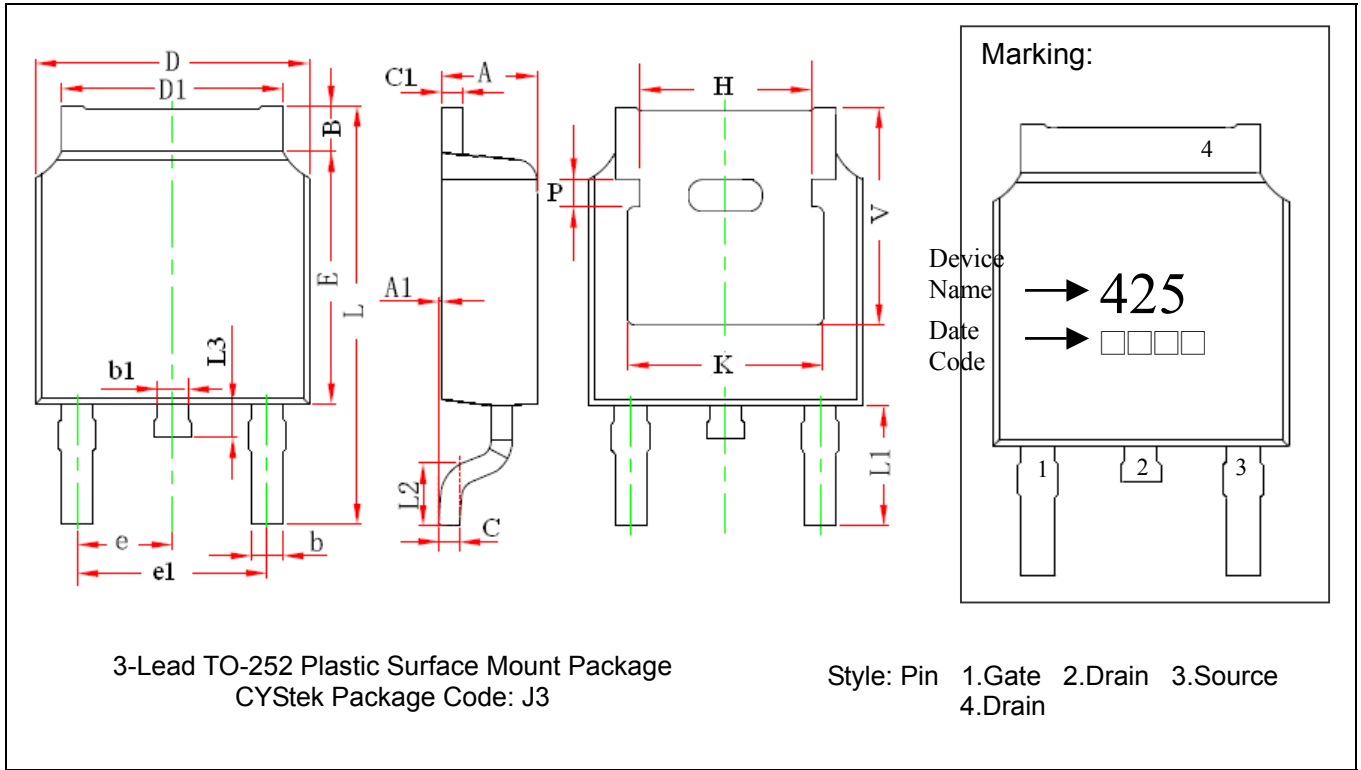 D
D1
B
E
L
L3
b1
e
e1
b
C1
A
A1
L2
C
H
P
V
K
L1
Marking:
4
Device
Name
425
Date
Code
□□□□
1
2
3
3-Lead TO-252 Plastic Surface Mount Package
CYStek Package Code: J3
Style: Pin 1.Gate 2.Drain 3.Source
4.Drain